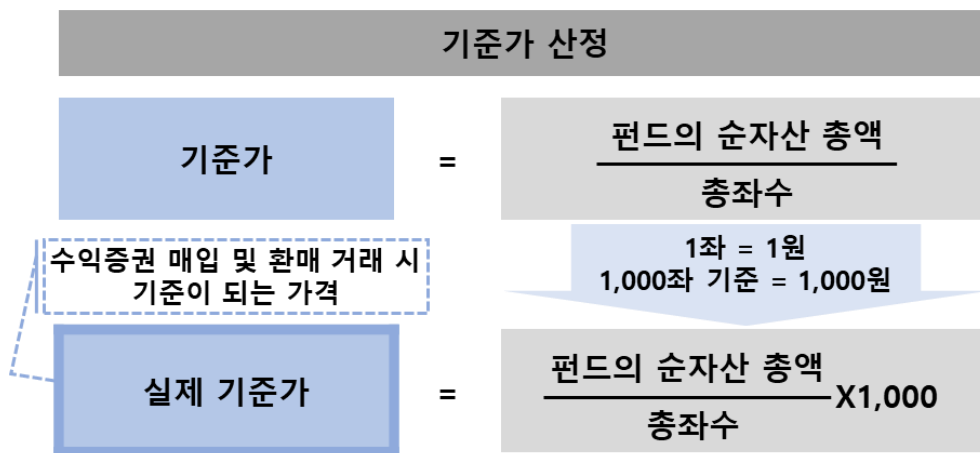 기준가 산정
기준가
=
펀드의 순자산 총액
총좌수
수익증권 매입 및 환매 거래 시
기준이 되는 가격
1좌 = 1원
1,000좌 기준 = 1,000원
실제 기준가
=
펀드의 순자산 총액
총좌수
X1,000